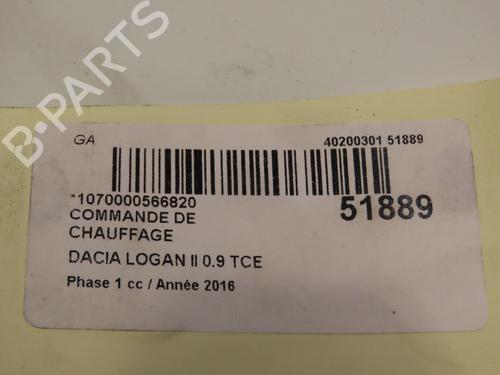 GA
40200301 51889
*1070000566820
51889
COMMANDE DE
CHAUFFAGE
DACIA LOGAN II 0.9 TCE
Phase 1 cc / Année 2016
B-PARTS